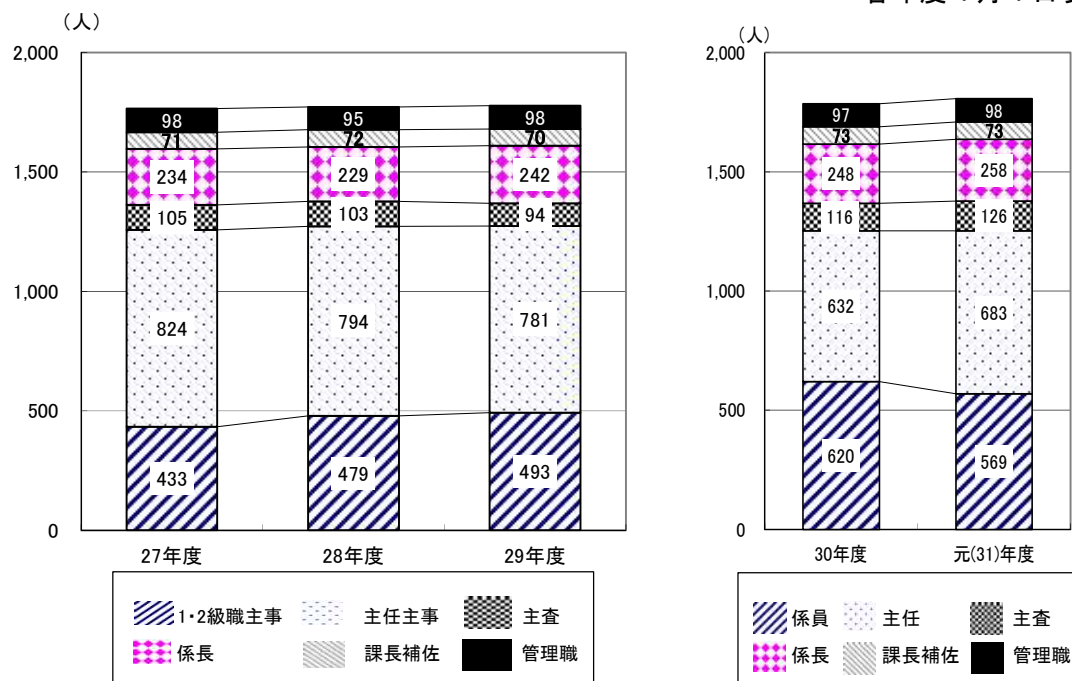 （人）
2,000
1,500
1,000
500
0
98 95 98
71 72 70
234 229 242
105 103 94
824 794 781
433 479 493
27年度 28年度 29年度
1・2級職主事 主任主事 主査
係長 課長補佐 管理職
（人）
2,000
1,500
1,000
500
0
97 98
73 73
248 258
116 126
632 683
620 569
30年度 元(31)年度
係員 主任 主査
係長 課長補佐 管理職